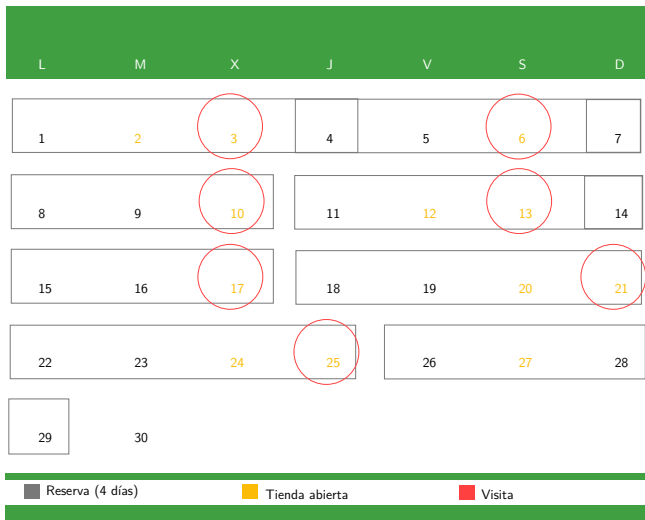 L M X J V S D
1 2 3 4 5 6 7
8 9 10 11 12 13 14
15 16 17 18 19 20 21
22 23 24 25 26 27 28
29 30
Reserva (4 días) Tienda abierta Visita